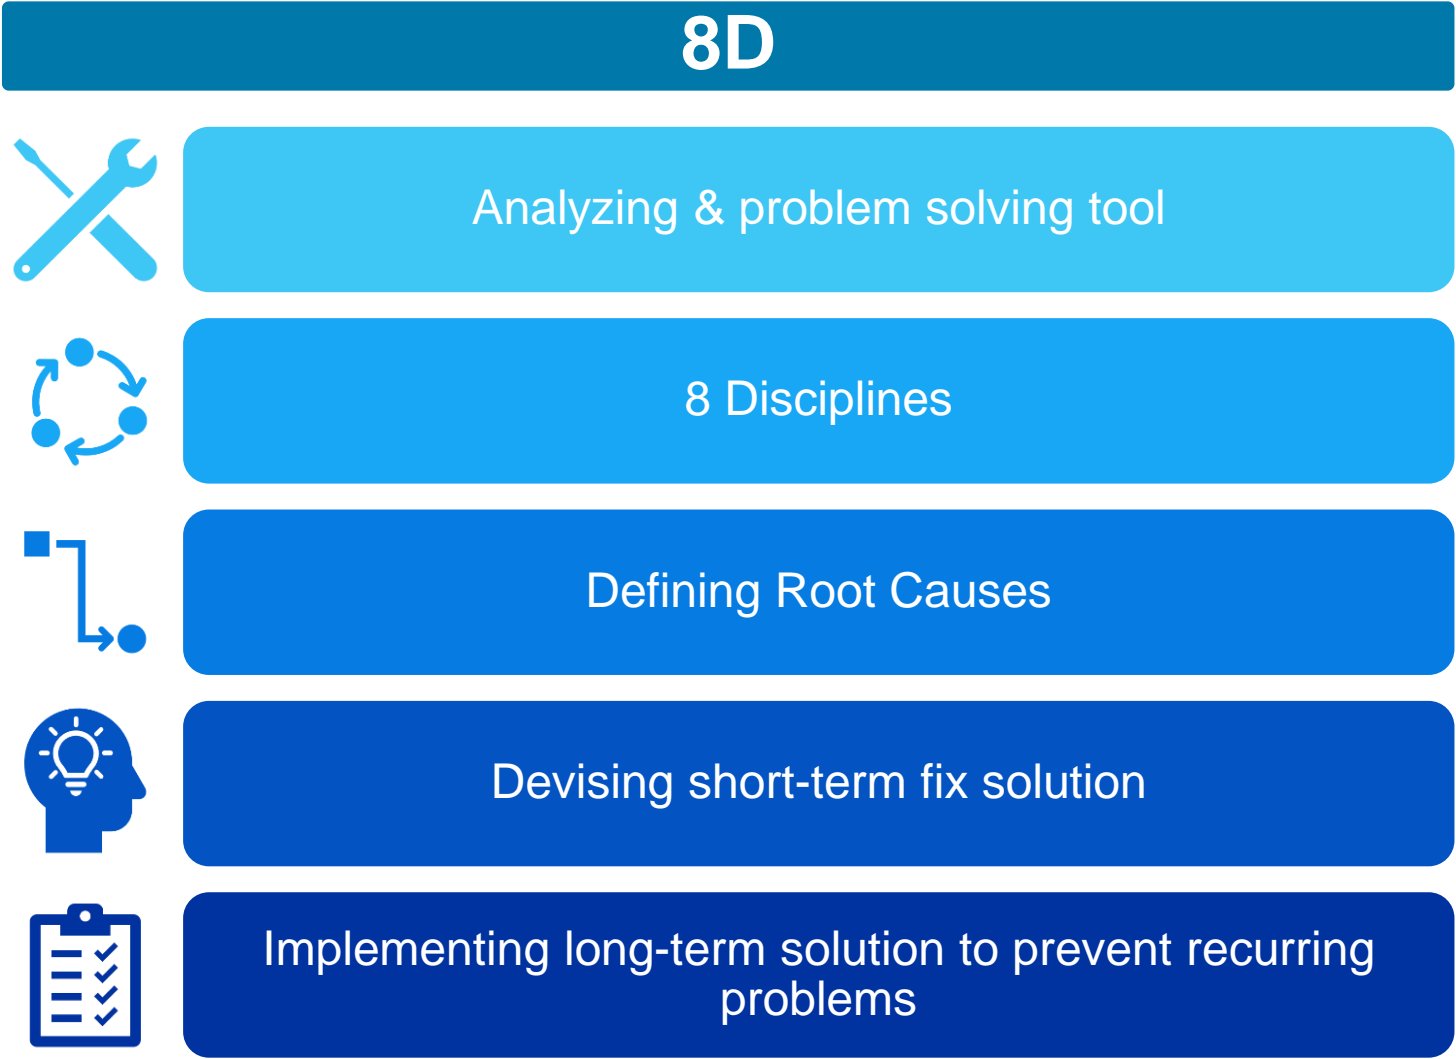 8D
Analyzing & problem solving tool
8 Disciplines
Defining Root Causes
Devising short-term fix solution
Implementing long-term solution to prevent recurring
problems